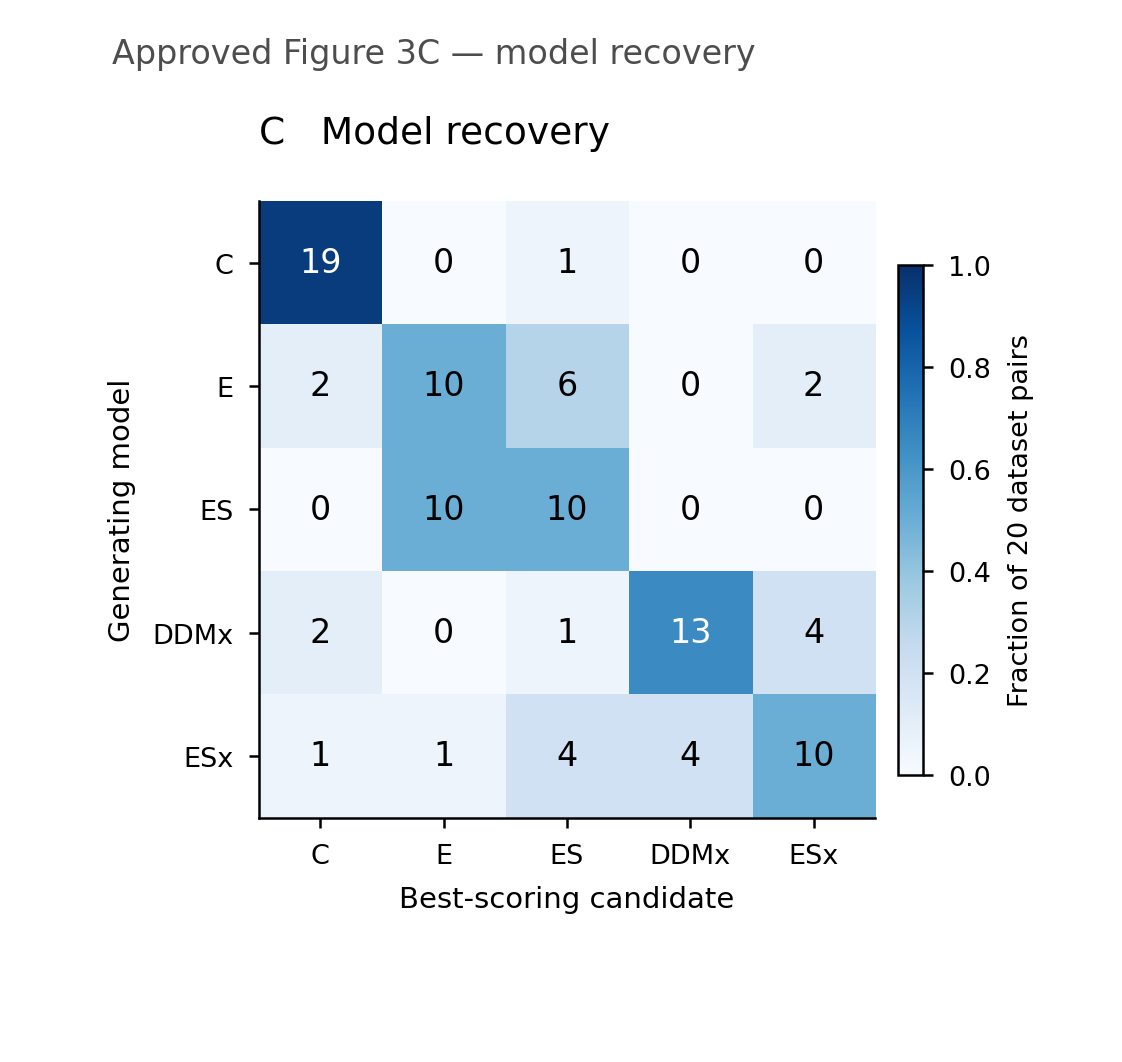 Approved Figure 3C — model recovery
C Model recovery
C 19 0 1 0 0
E 2 10 6 0 2
ES 0 10 10 0 0
DDMx 2 0 1 13 4
ESx 1 1 4 4 10
C E ES DDMx ESx
Best-scoring candidate
Generating model
1.0
0.8
0.6
0.4
0.2
0.0
Fraction of 20 dataset pairs